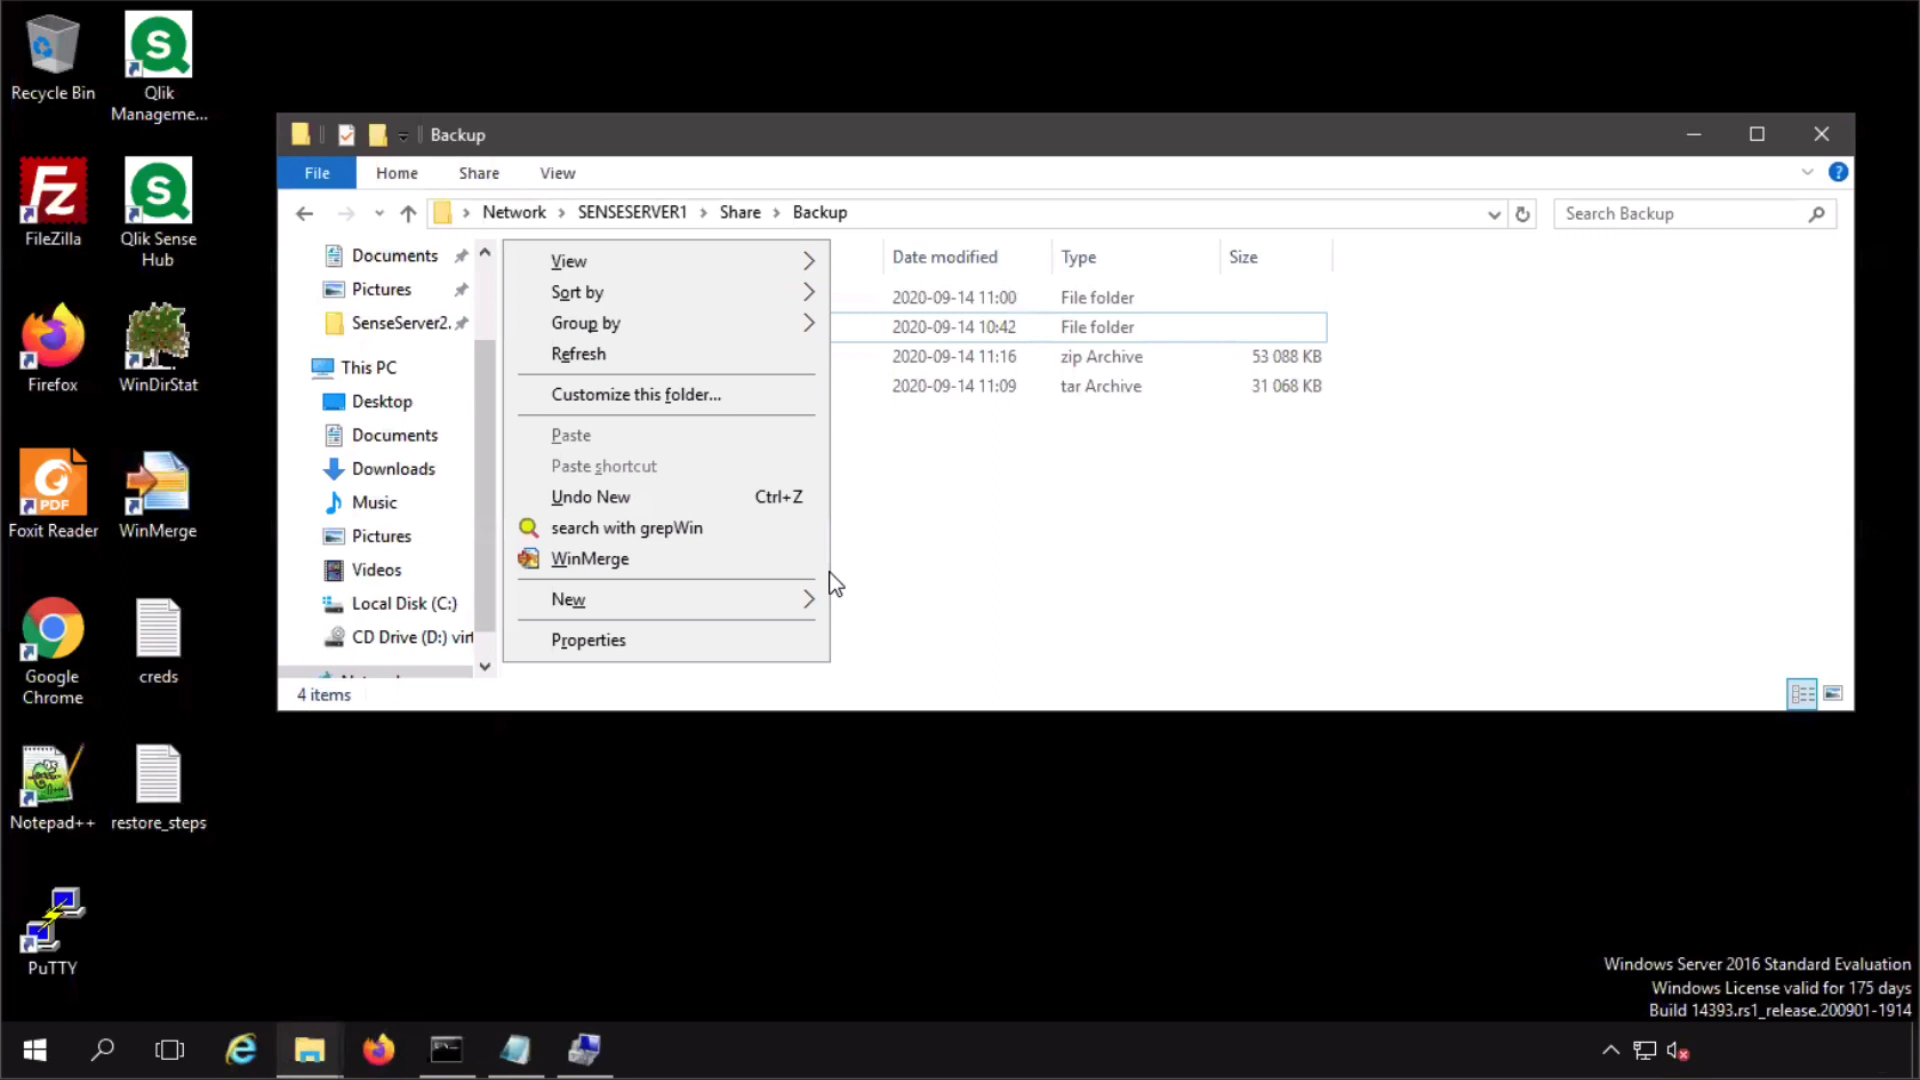 Recycle Bin
Qlik
Manageme...
FileZilla
Qlik Sense
Hub
Firefox
WinDirStat
Foxit Reader
WinMerge
Google
Chrome
creds
Notepad++
restore_steps
PuTTY
Backup
File
Home
Share
View
Network
SENSESERVER1
Share
Backup
Search Backup
Documents
Pictures
SenseServer2.
This PC
Desktop
Documents
Downloads
Music
Pictures
Videos
Local Disk (C:)
CD Drive (D:) virt
View
Sort by
Group by
Refresh
Customize this folder...
Paste
Paste shortcut
Undo New Ctrl+Z
search with grepWin
WinMerge
New
Properties
Date modified Type Size
2020-09-14 11:00 File folder
2020-09-14 10:42 File folder
2020-09-14 11:16 zip Archive 53 088 KB
2020-09-14 11:09 tar Archive 31 068 KB
4 items
Windows Server 2016 Standard Evaluation
Windows License valid for 175 days
Build 14393.rs1_release.200901-1914